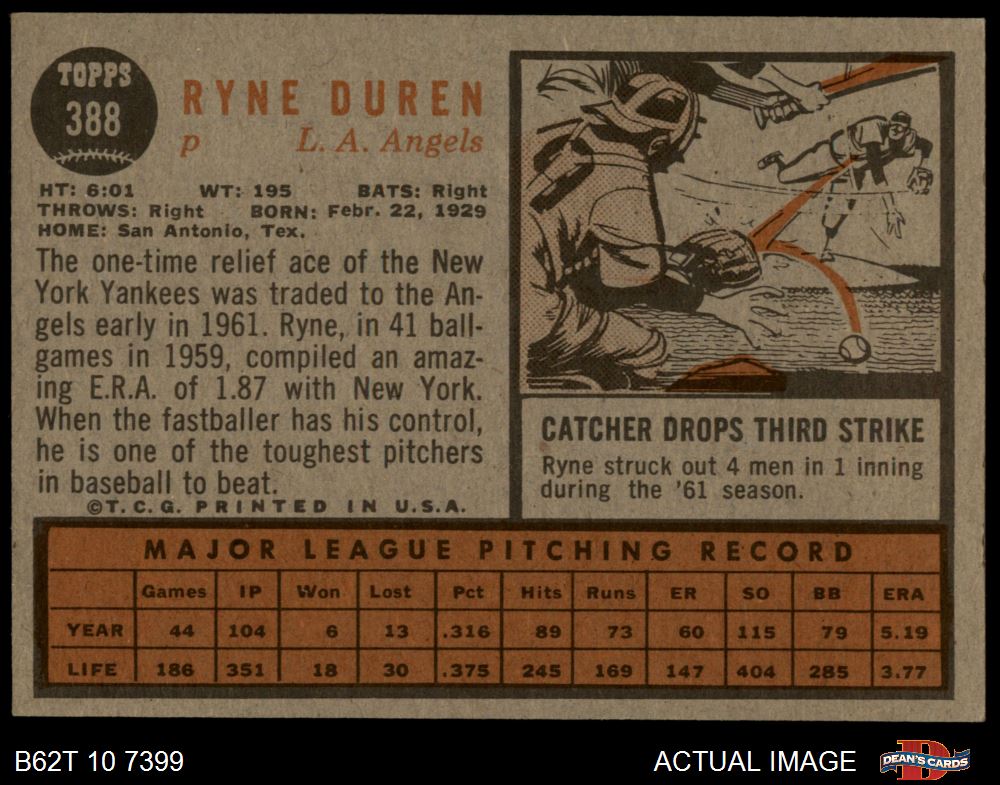 TOPPS
388
RYNE DUREN
p L. A. Angels
HT: 6:01 WT: 195 BATS: Right
THROWS: Right BORN: Febr. 22, 1929
HOME: San Antonio, Tex.
The one-time relief ace of the New
York Yankees was traded to the An-
gels early in 1961. Ryne, in 41 ball-
games in 1959, compiled an amaz-
ing E.R.A. of 1.87 with New York.
When the fastballer has his control,
he is one of the toughest pitchers
in baseball to beat.
©T.C.G. PRINTED IN U.S.A.
CATCHER DROPS THIRD STRIKE
Ryne struck out 4 men in 1 inning
during the '61 season.
MAJOR LEAGUE PITCHING RECORD
Games IP Won Lost Pct Hits Runs ER SO BB ERA
YEAR 44 104 6 13 .316 89 73 60 115 79 5.19
LIFE 186 351 18 30 .375 245 169 147 404 285 3.77
B62T 10 7399 ACTUAL IMAGE
D
DEAN'S CARDS